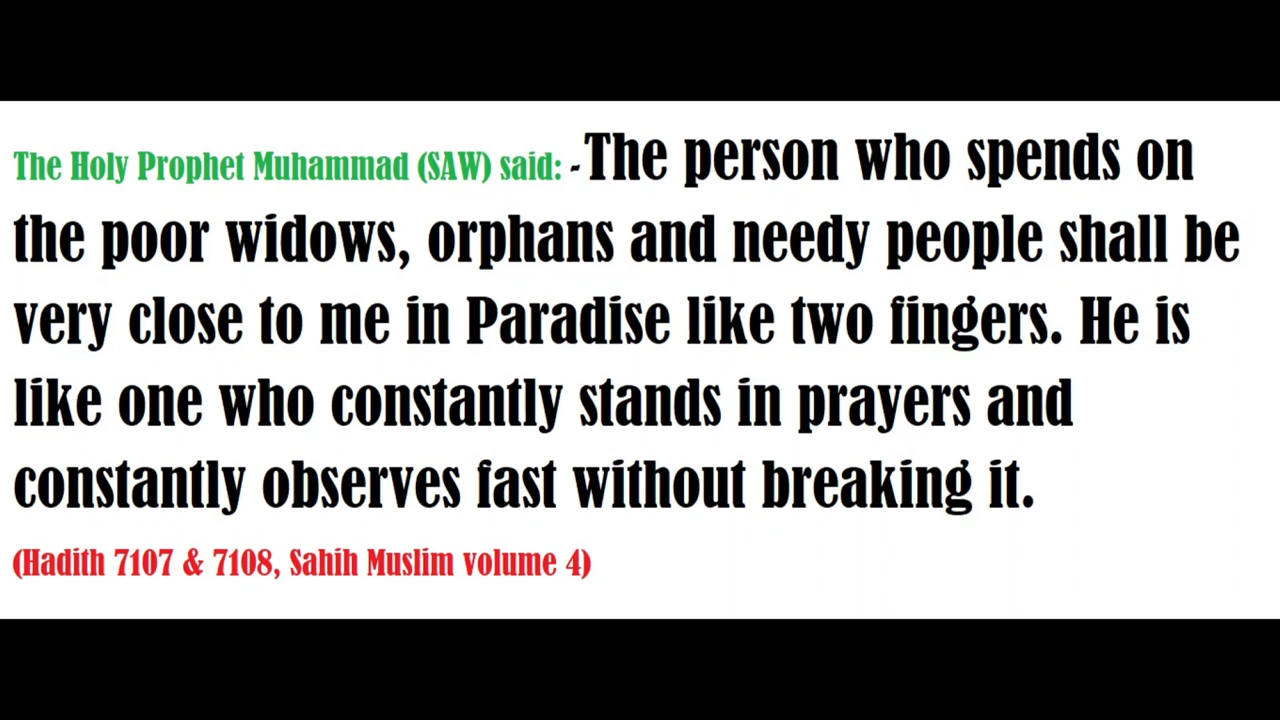 The Holy Prophet Muhammad (SAW) said: -The person who spends on
the poor widows, orphans and needy people shall be
very close to me in Paradise like two fingers. He is
like one who constantly stands in prayers and
constantly observes fast without breaking it.
(Hadith 7107 & 7108, Sahih Muslim volume 4)